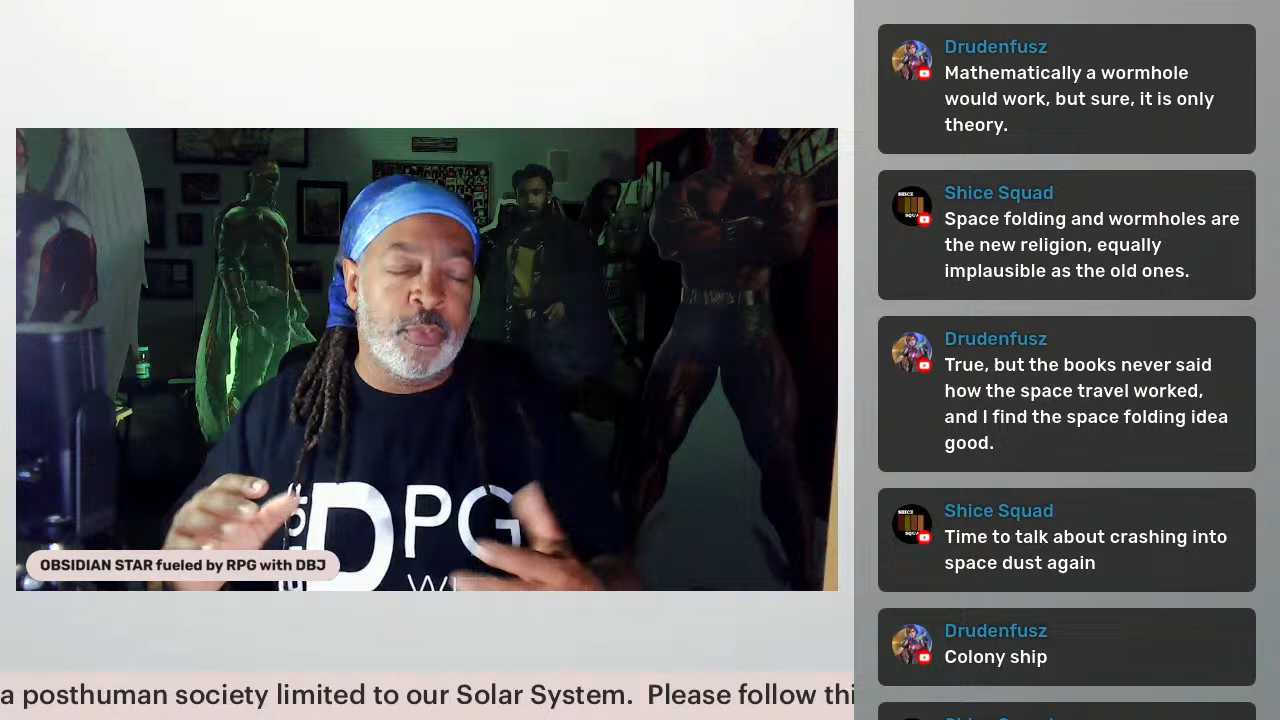 Drudenfusz
Mathematically a wormhole
would work, but sure, it is only
theory.
Shice Squad
Space folding and wormholes are
the new religion, equally
implausible as the old ones.
Drudenfusz
True, but the books never said
how the space travel worked,
and I find the space folding idea
good.
Shice Squad
Time to talk about crashing into
space dust again
Drudenfusz
Colony ship
DPG
OBSIDIAN STAR fueled by RPG with DBJ
a posthuman society limited to our Solar System. Please follow thi